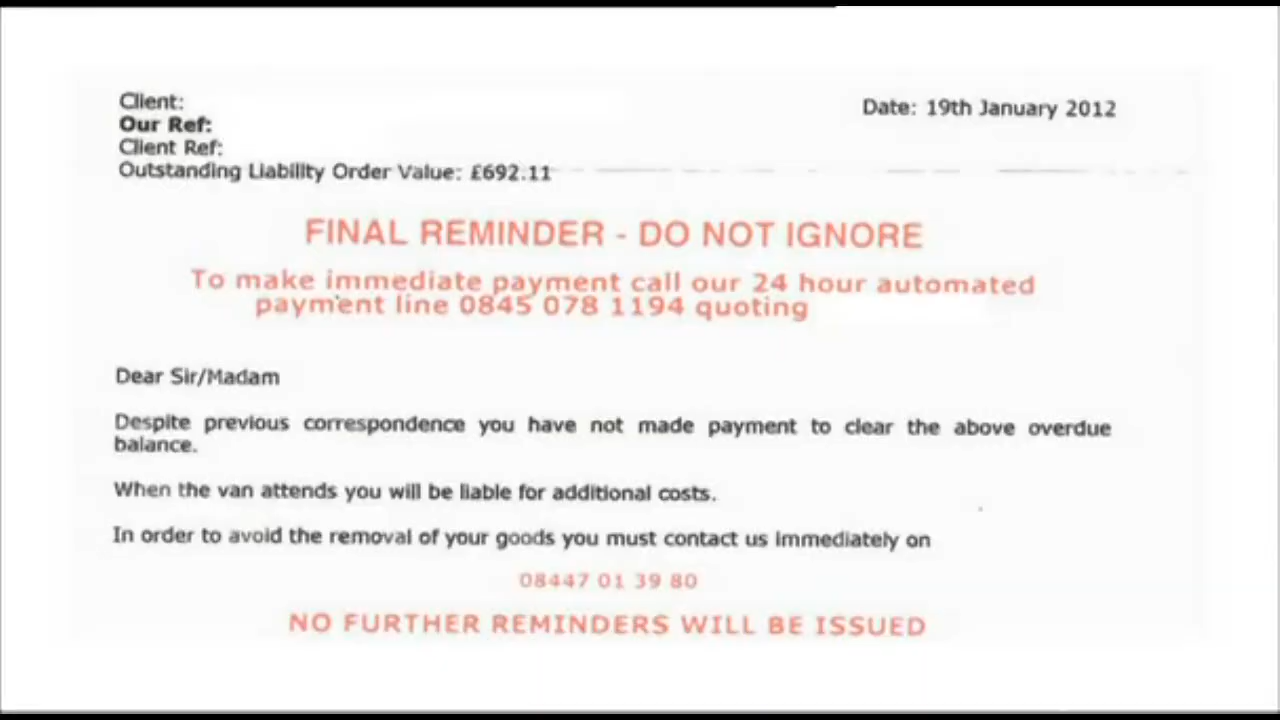 Client:
Date: 19th January 2012
Our Ref:
Client Ref:
Outstanding Liability Order Value: £692.11
FINAL REMINDER - DO NOT IGNORE
To make immediate payment call our 24 hour automated
payment line 0845 078 1194 quoting
Dear Sir/Madam
Despite previous correspondence you have not made payment to clear the above overdue
balance.
When the van attends you will be liable for additional costs.
In order to avoid the removal of your goods you must contact us immediately on
08447 01 39 80
NO FURTHER REMINDERS WILL BE ISSUED